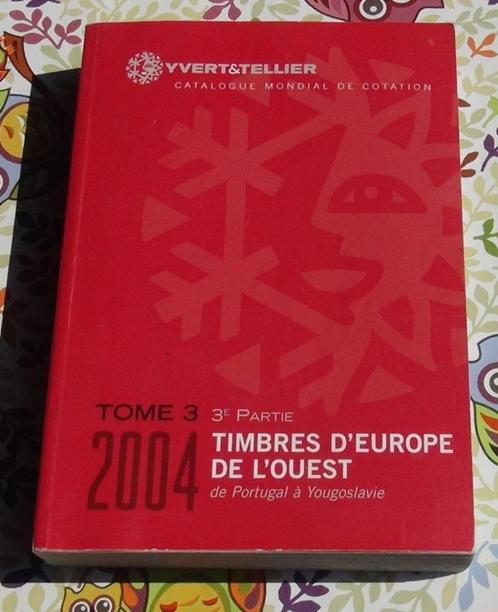 YVERT&TELLIER
CATALOGUE MONDIAL DE COTATION
TOME 3 3E PARTIE
2004 TIMBRES D'EUROPE
DE L'OUEST
de Portugal à Yougoslavie